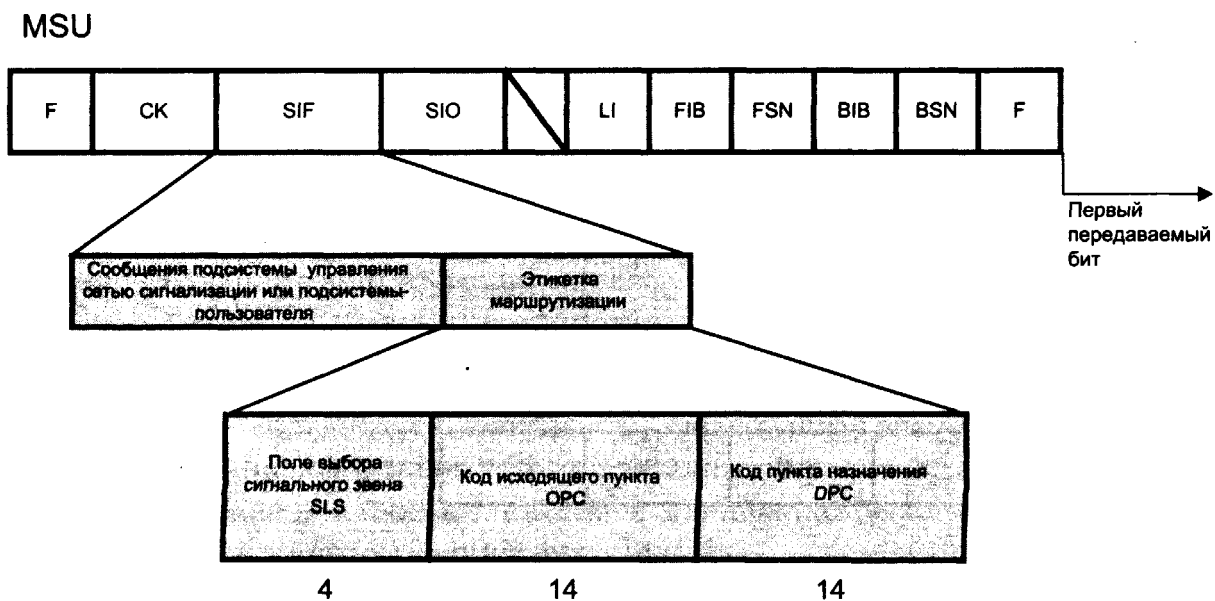 MSU
F CK SIF SIO LI FIB FSN BIB BSN F
Первый
передаваемый
бит
Сообщения подсистемы управления
сетью сигнализации или подсистемы-
пользователя
Этикетка
маршрутизации
Поле выбора
сигнального звена
SLS
Код исходящего пункта
OPC
Код пункта назначения
DPC
4 14 14